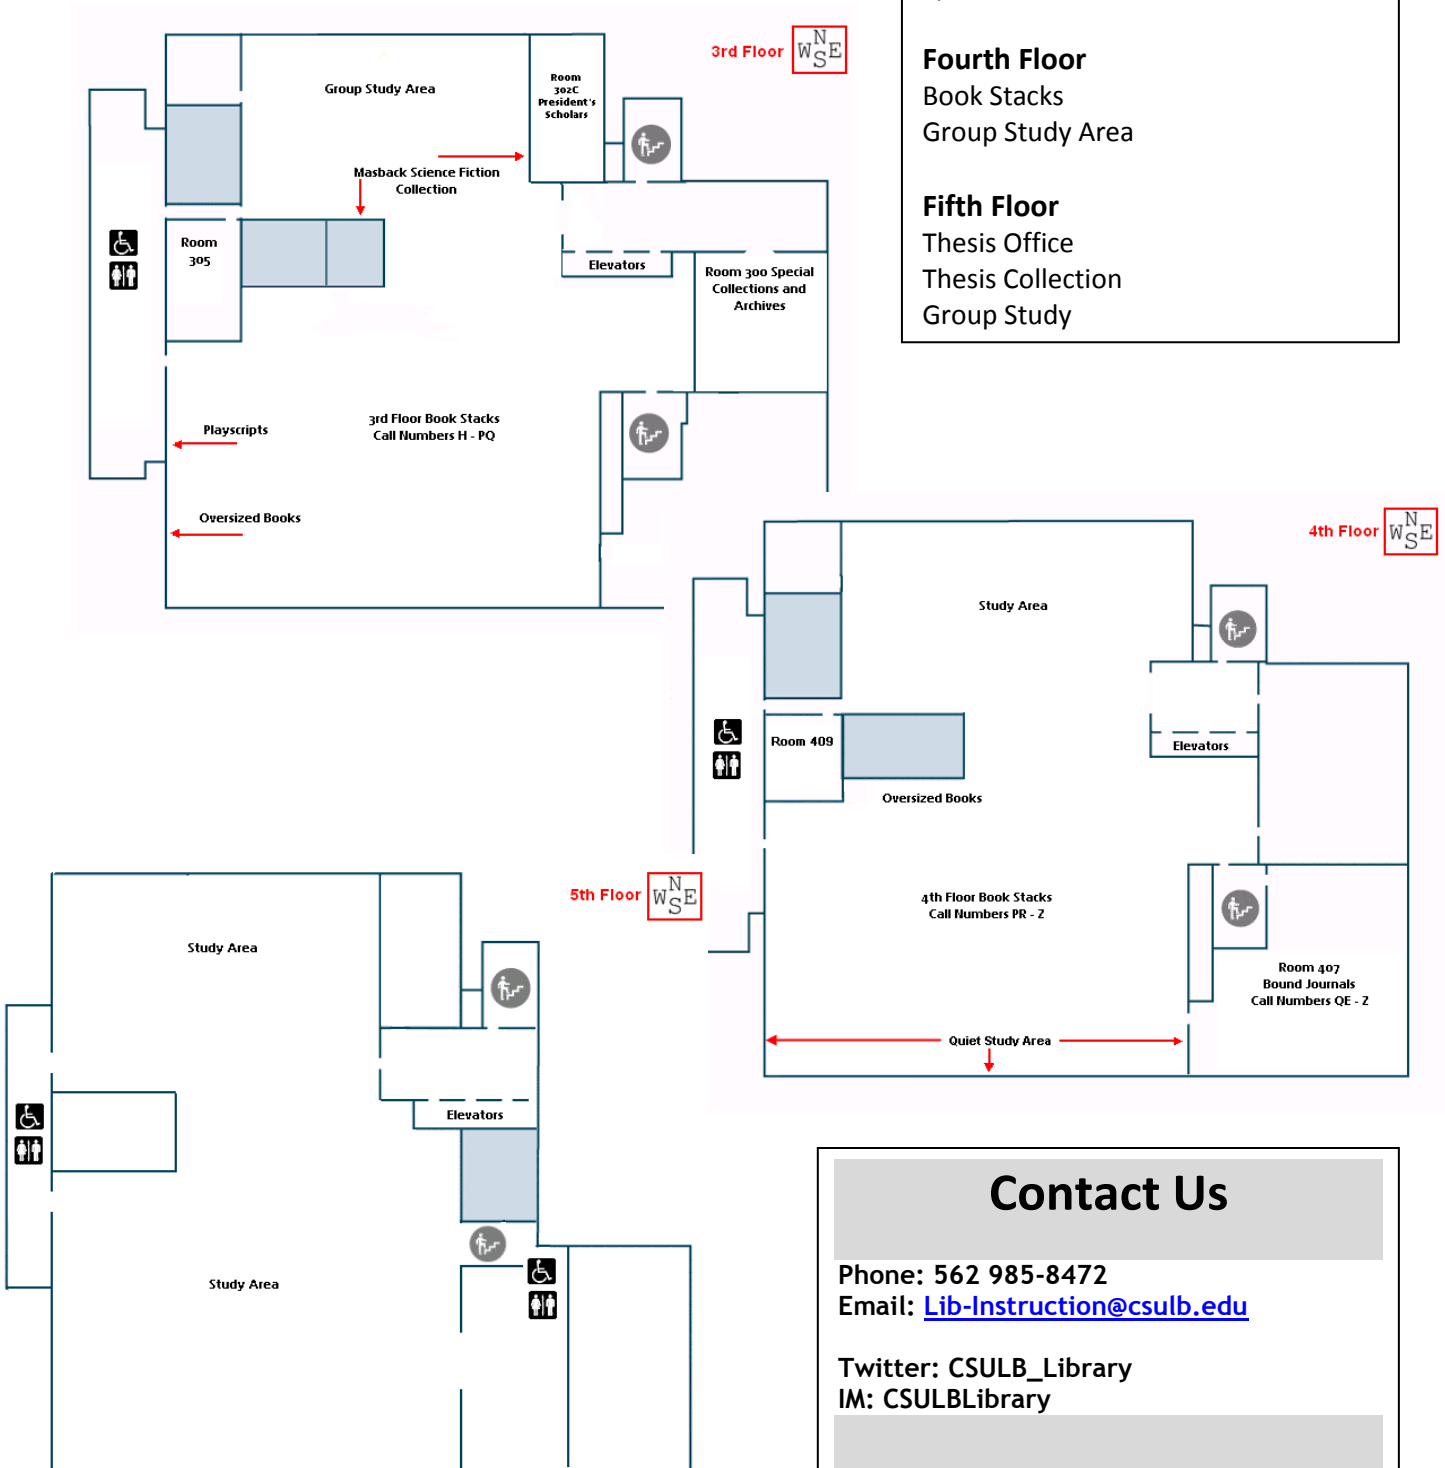 3rd Floor
N
W E
S
Group Study Area
Room
302C
President's
Scholars
Masback Science Fiction
Collection
Room
305
Elevators
Room 300 Special
Collections and
Archives
Playscripts
3rd Floor Book Stacks
Call Numbers H - PQ
Oversized Books
Fourth Floor
Book Stacks
Group Study Area
Fifth Floor
Thesis Office
Thesis Collection
Group Study
4th Floor
N
W E
S
Study Area
Room 409
Elevators
Oversized Books
4th Floor Book Stacks
Call Numbers PR - Z
Room 407
Bound Journals
Call Numbers QE - Z
Quiet Study Area
5th Floor
N
W E
S
Study Area
Elevators
Study Area
Contact Us
Phone: 562 985-8472
Email: Lib-Instruction@csulb.edu
Twitter: CSULB_Library
IM: CSULBLibrary